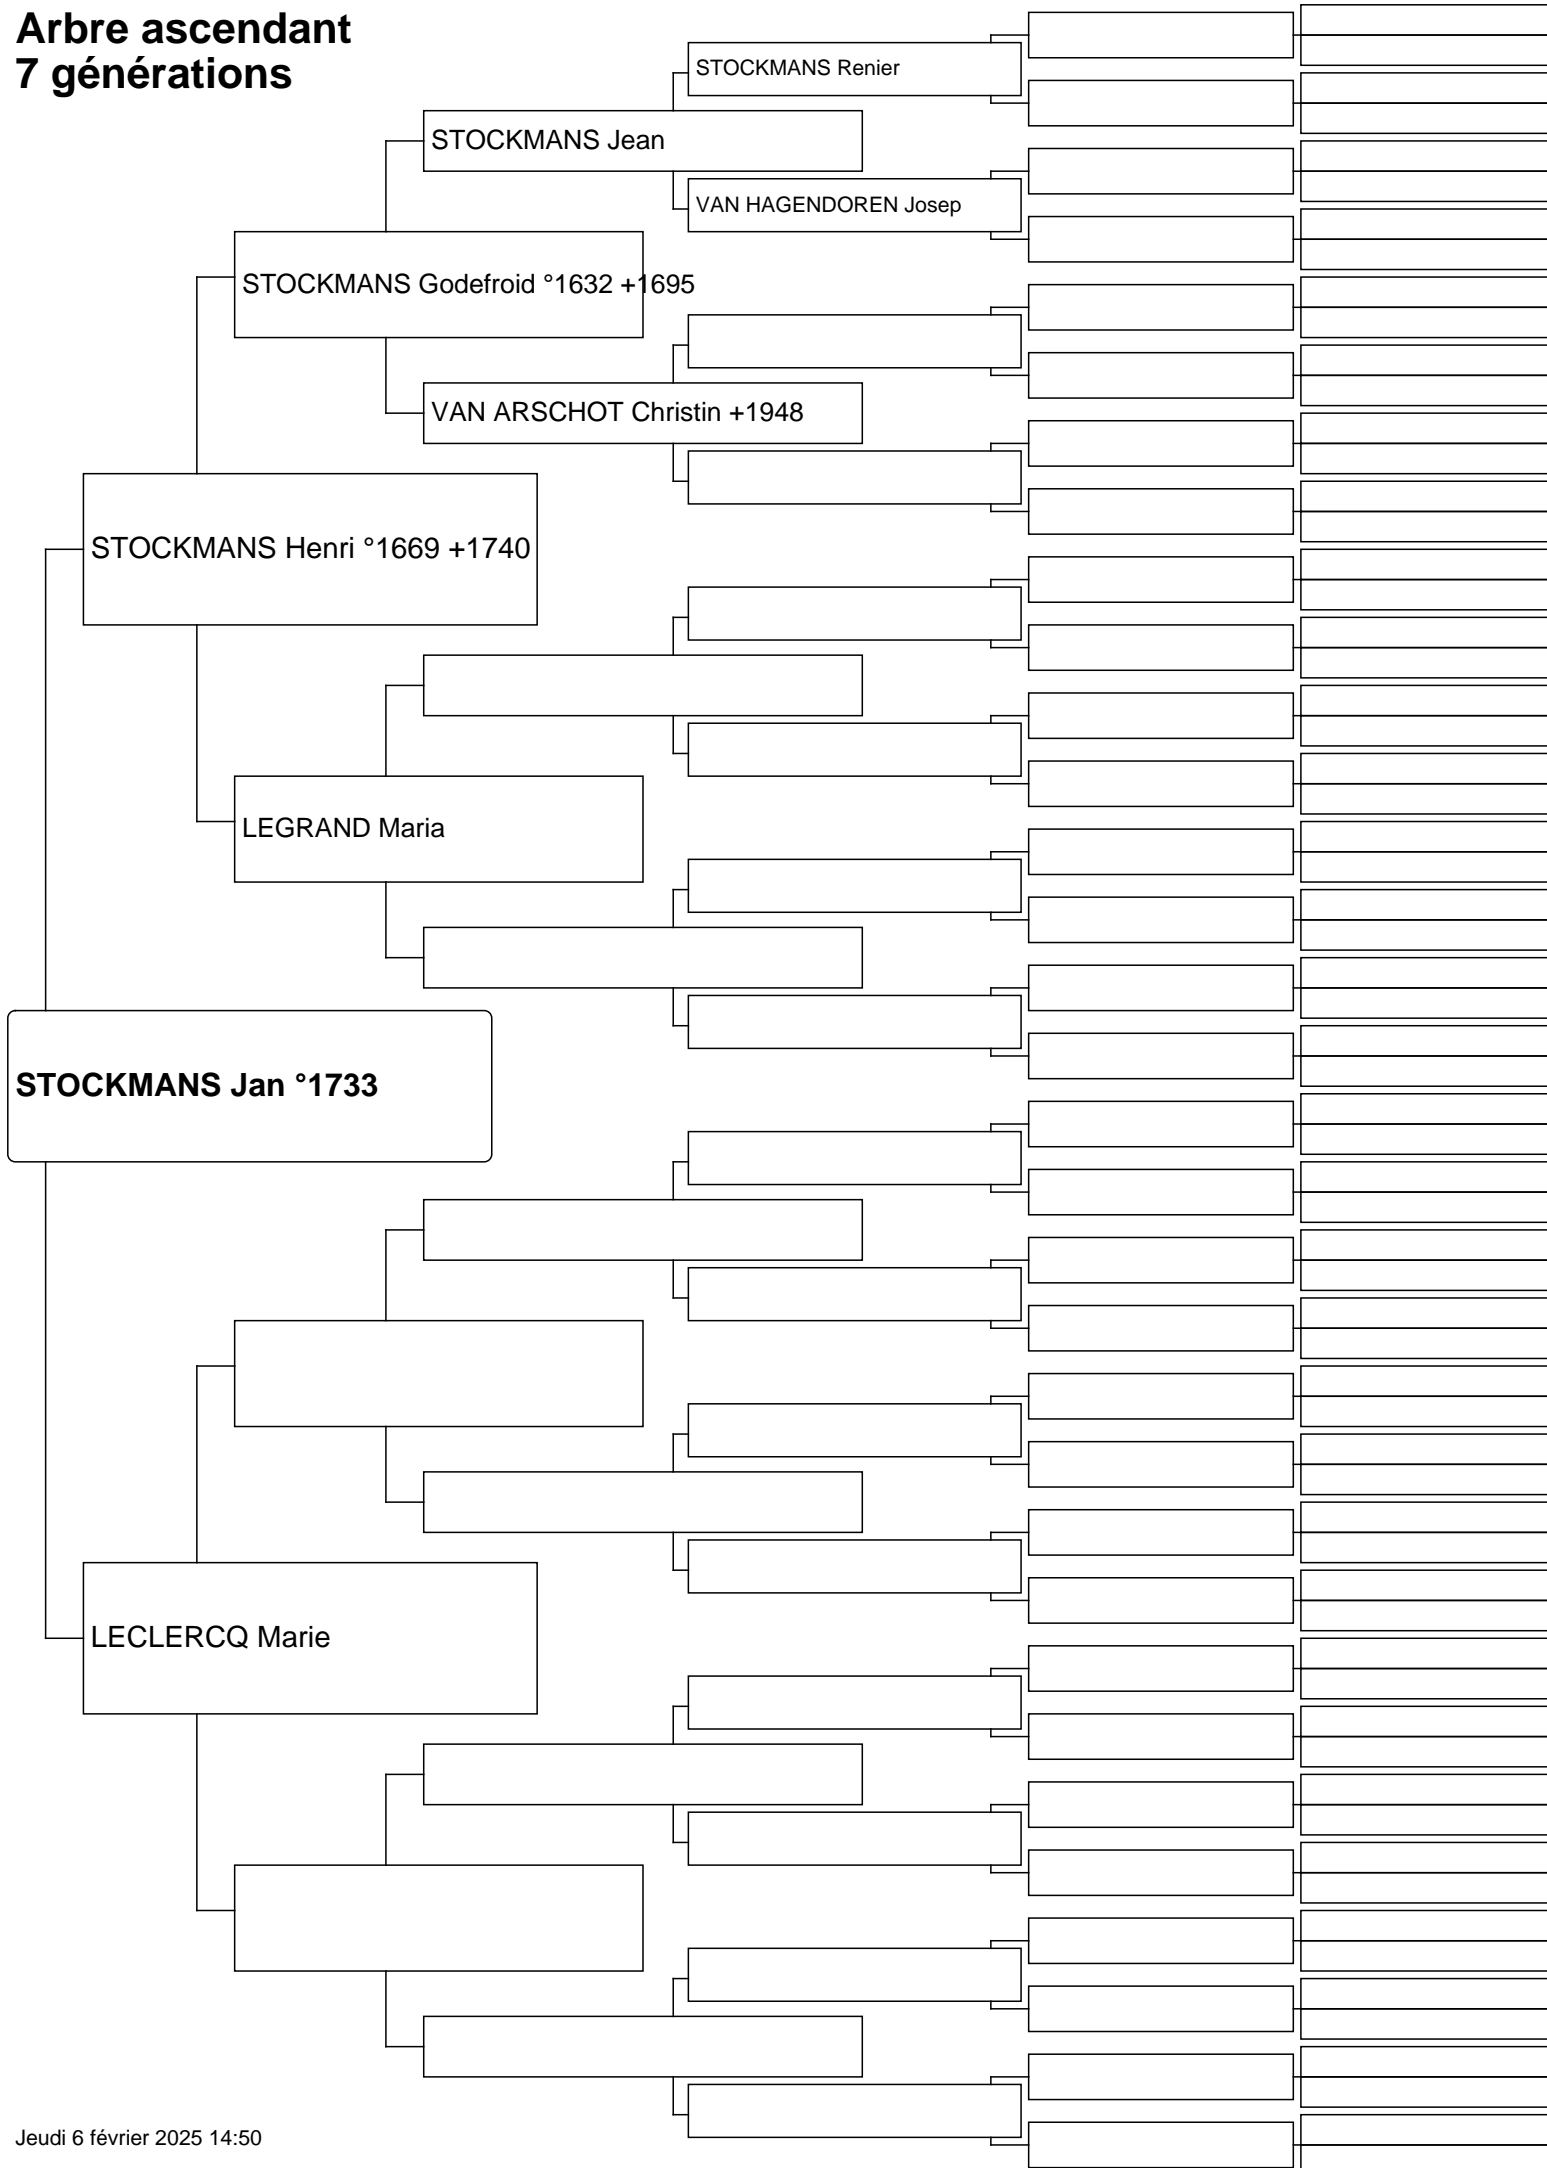 Arbre ascendant
7 générations
STOCKMANS Renier
STOCKMANS Jean
VAN HAGENDOREN Josep
STOCKMANS Godefroid °1632 +1695
VAN ARSCHOT Christin +1948
STOCKMANS Henri °1669 +1740
LEGRAND Maria
STOCKMANS Jan °1733
LECLERCQ Marie
Jeudi 6 février 2025 14:50